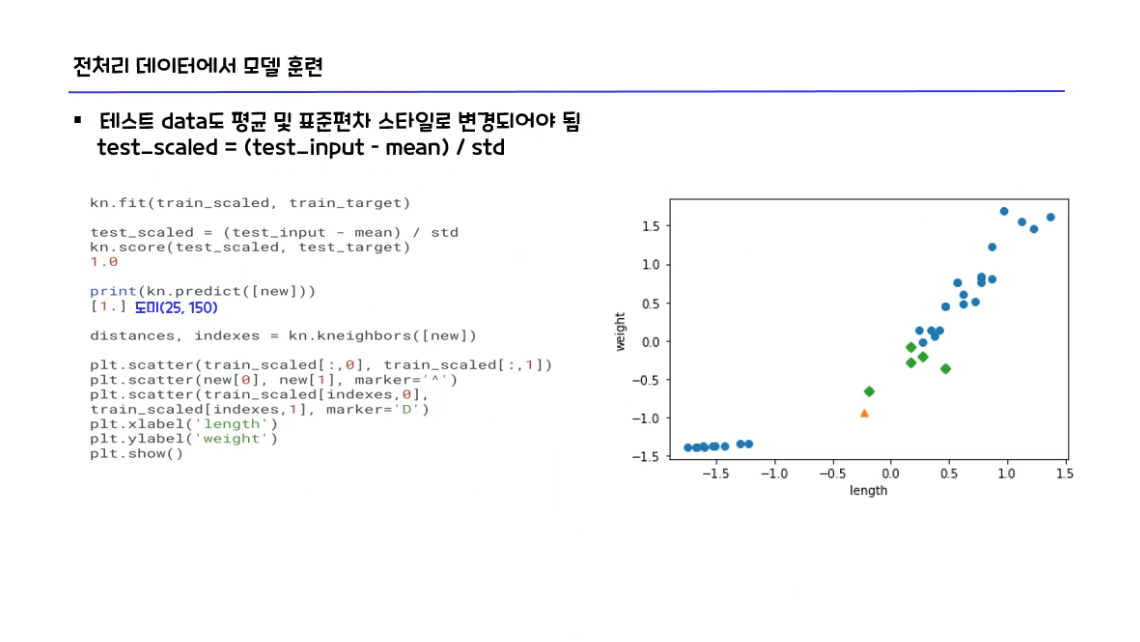 전처리 데이터에서 모델 훈련
▪ 테스트 data도 평균 및 표준편차 스타일로 변경되어야 됨
test_scaled = (test_input - mean) / std
kn.fit(train_scaled, train_target)
test_scaled = (test_input - mean) / std
kn.score(test_scaled, test_target)
1.0
print(kn.predict([new]))
[1.] 도미(25, 150)
distances, indexes = kn.kneighbors([new])
plt.scatter(train_scaled[:,0], train_scaled[:,1])
plt.scatter(new[0], new[1], marker='^')
plt.scatter(train_scaled[indexes,0],
train_scaled[indexes,1], marker='D')
plt.xlabel('length')
plt.ylabel('weight')
plt.show()
weight
1.5
1.0
0.5
0.0
−0.5
−1.0
−1.5
−1.5 −1.0 −0.5 0.0 0.5 1.0 1.5
length